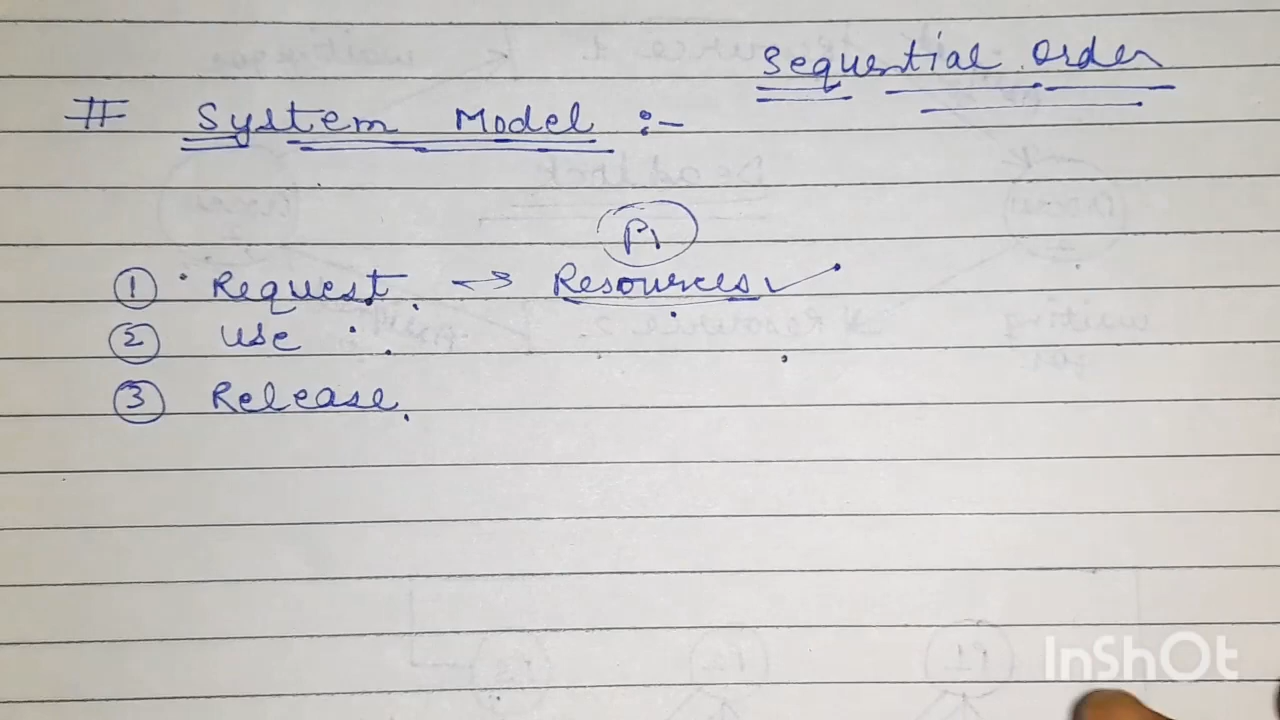 Sequential Order
# System Model :-
P1
① Request. → Resources ✓
② Use :
③ Release.
InShOt